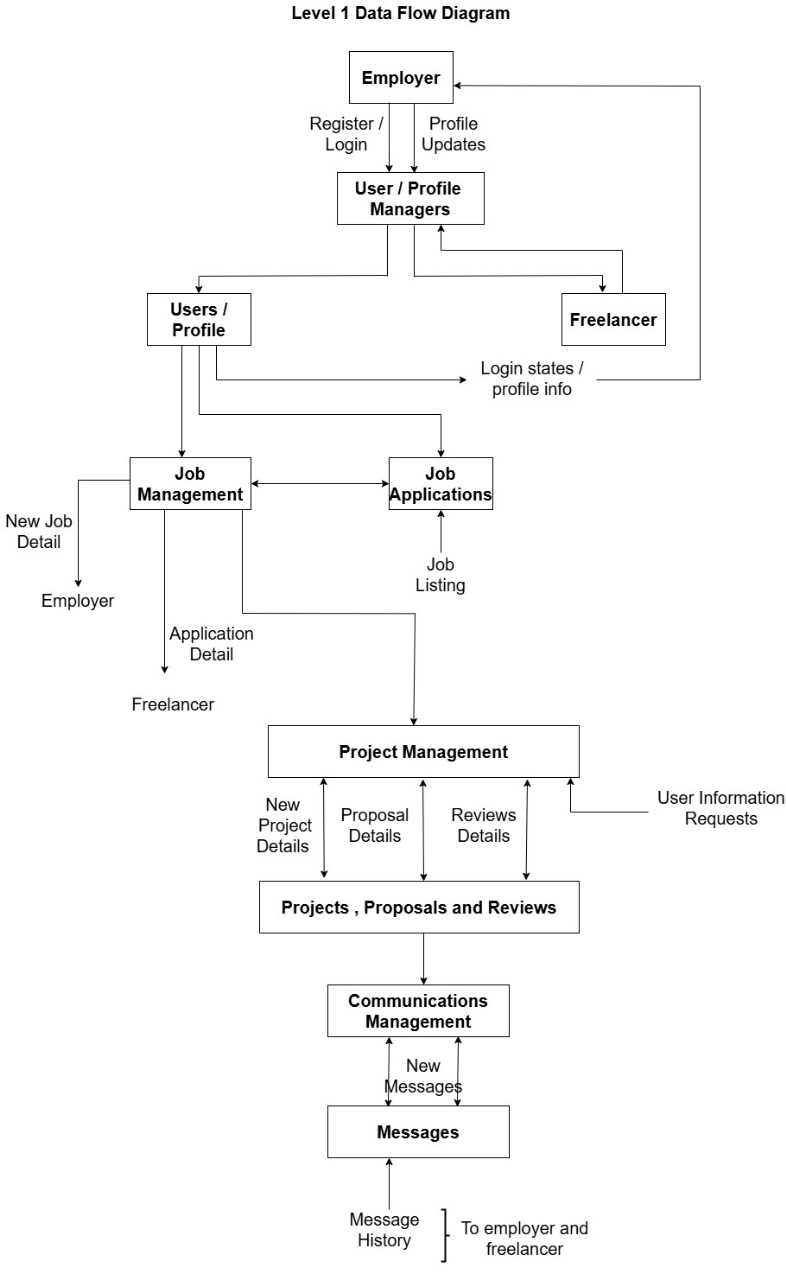 Level 1 Data Flow Diagram
Employer
Register /
Login
Profile
Updates
User / Profile
Managers
Users /
Profile
Freelancer
Login states /
profile info
Job
Management
Job
Applications
New Job
Detail
Employer
Job
Listing
Application
Detail
Freelancer
Project Management
New
Project
Details
Proposal
Details
Reviews
Details
User Information
Requests
Projects , Proposals and Reviews
Communications
Management
New
Messages
Messages
Message
History
To employer and
freelancer